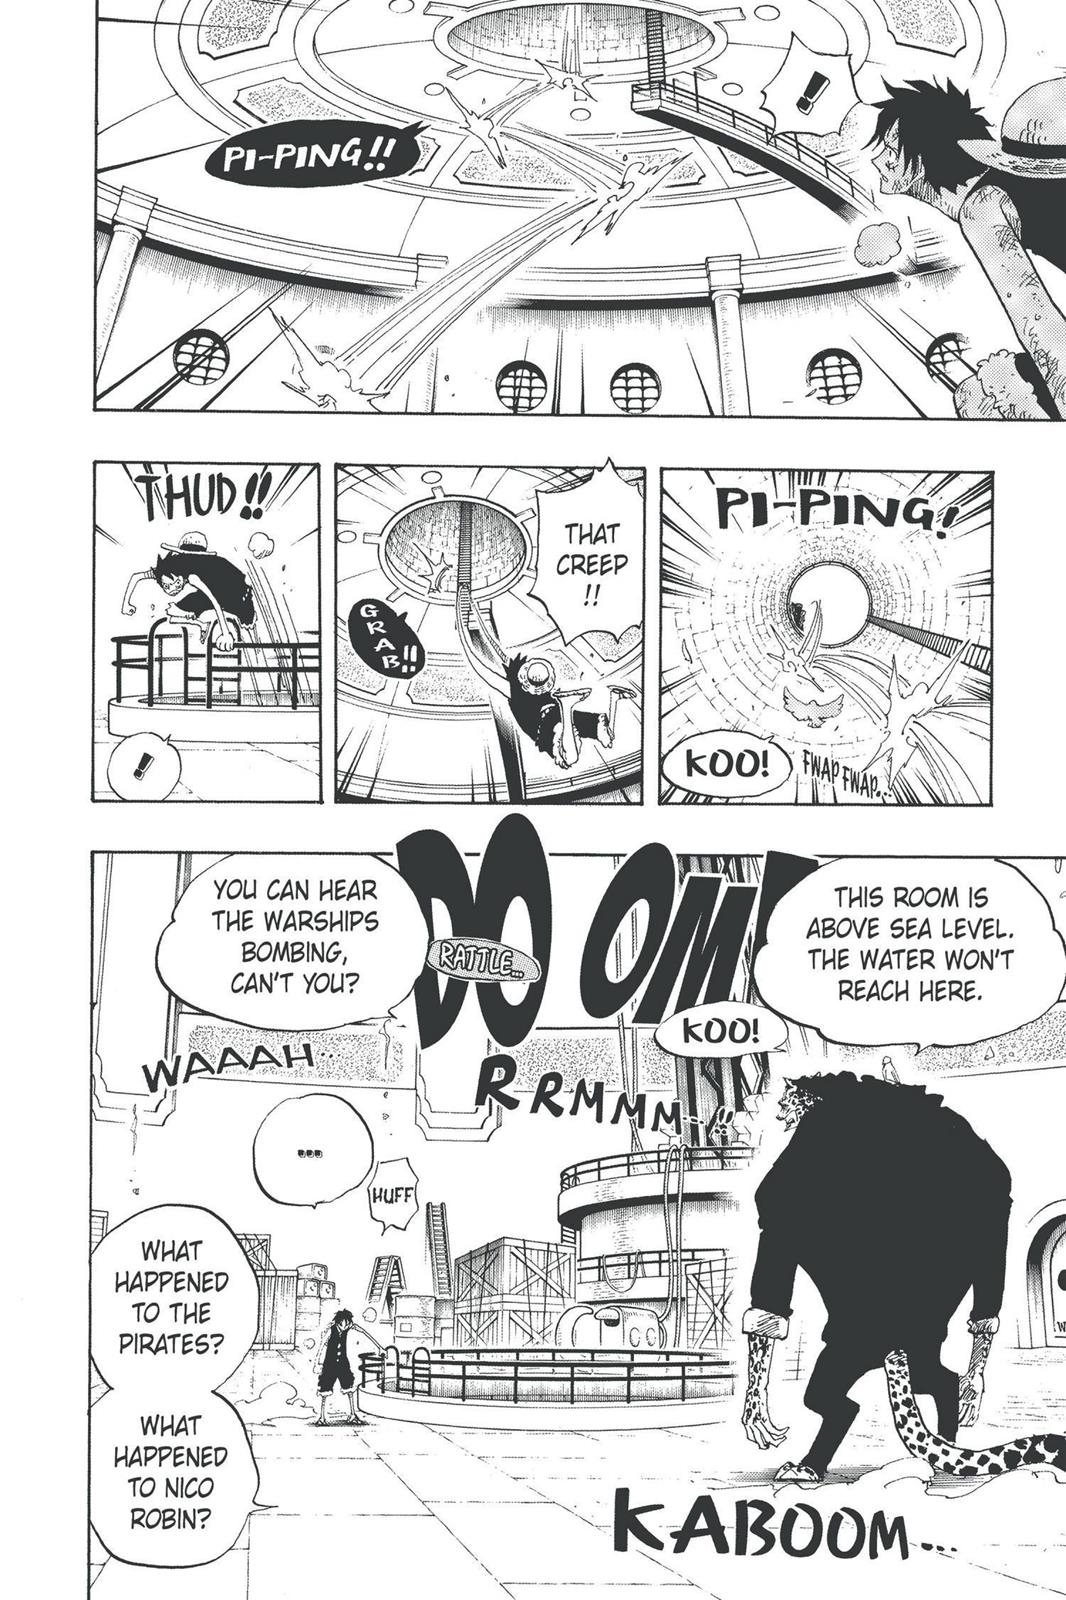 !
PI-PING!!
PI-PING!
KOO!
FWAP FWAP...
THAT
CREEP
!!
GRAB!!
THUD!!
!
THIS ROOM IS
ABOVE SEA LEVEL.
THE WATER WON'T
REACH HERE.
KOO!
DOOM
RATTLE...
RRMMM...!!
YOU CAN HEAR
THE WARSHIPS
BOMBING,
CAN'T YOU?
WAAAH...
...
HUFF
WHAT
HAPPENED
TO THE
PIRATES?
WHAT
HAPPENED
TO NICO
ROBIN?
KABOOM...